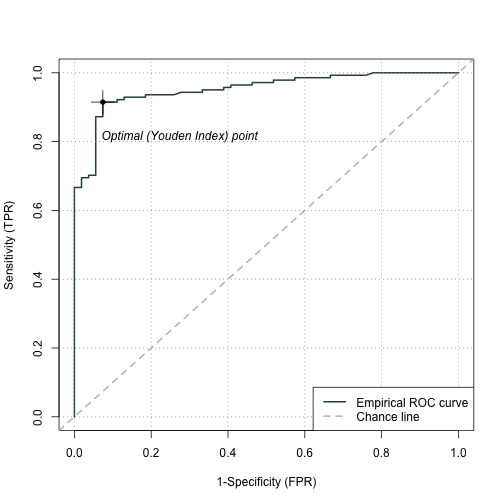 1.0
0.8
0.6
0.4
0.2
0.0
Sensitivity (TPR)
Optimal (Youden Index) point
Empirical ROC curve
Chance line
0.0 0.2 0.4 0.6 0.8 1.0
1-Specificity (FPR)